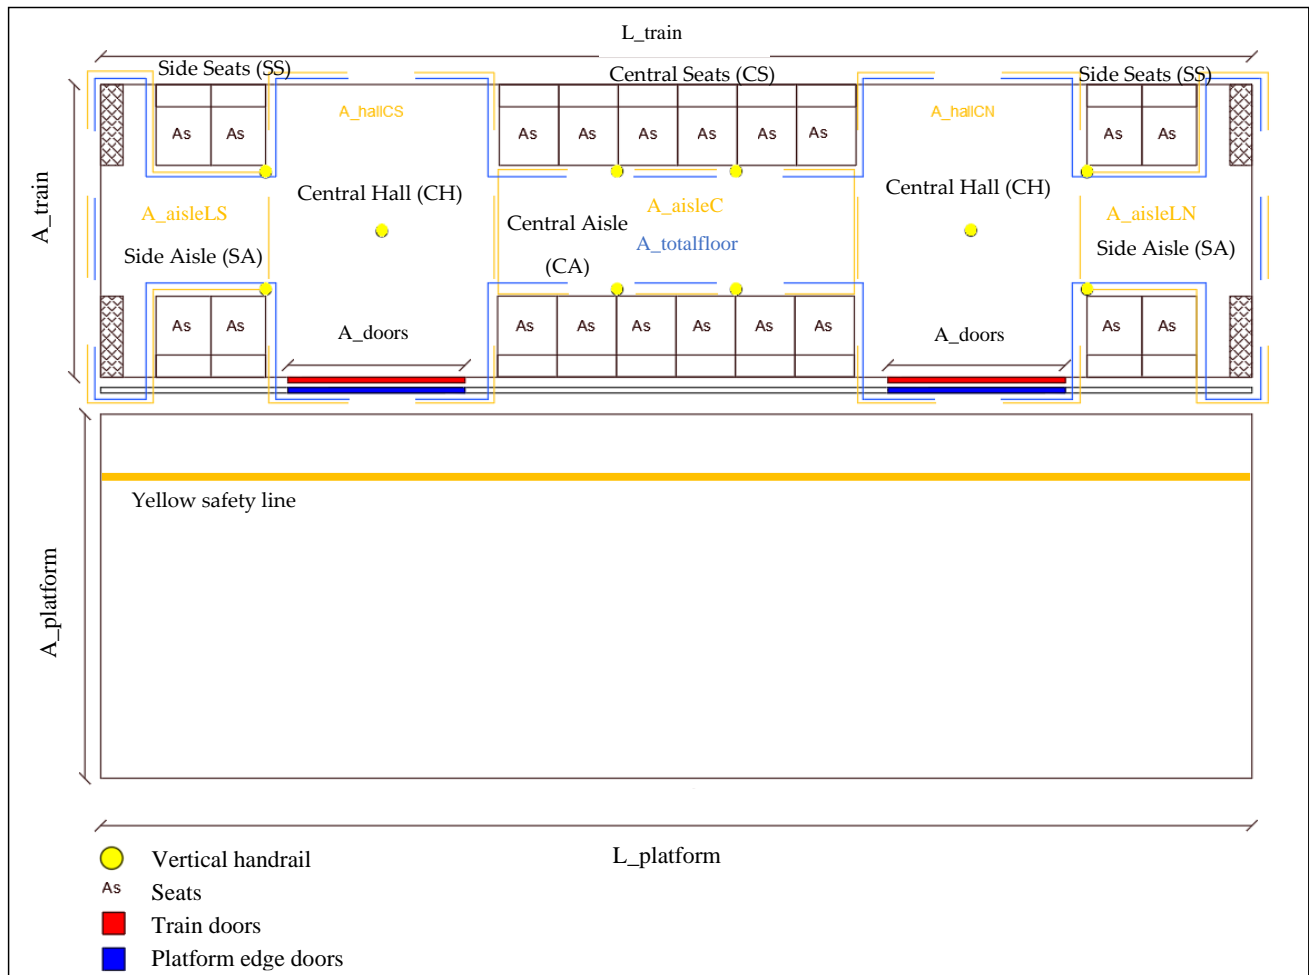 L_train
Side Seats (SS)
Central Seats (CS)
Side Seats (SS)
A_hallCS
A_hallCN
As As
As As As As As As
As As
A_train
Central Hall (CH)
Central Hall (CH)
A_aisleLS
A_aisleC
A_aisleLN
Central Aisle
(CA)
A_totalfloor
Side Aisle (SA)
Side Aisle (SA)
As As
As As As As As As
As As
A_doors
A_doors
Yellow safety line
A_platform
L_platform
Vertical handrail
As Seats
Train doors
Platform edge doors